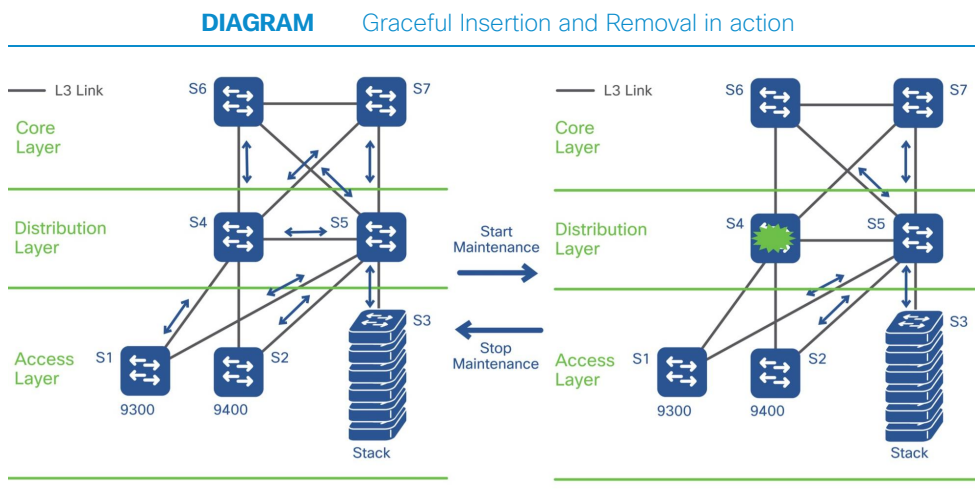 DIAGRAM Graceful Insertion and Removal in action
L3 Link
S6
S7
Core
Layer
S4
S5
Distribution
Layer
S3
S1
S2
Access
Layer
9300
9400
Stack
Start
Maintenance
Stop
Maintenance
L3 Link
S6
S7
Core
Layer
S4
S5
Distribution
Layer
S3
S1
S2
Access
Layer
9300
9400
Stack